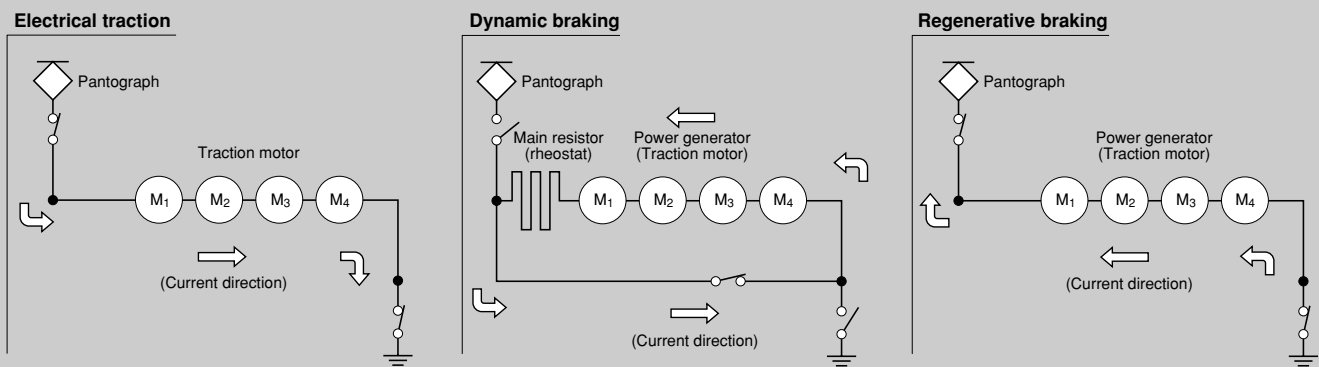 Electrical traction
Pantograph
Traction motor
M1 M2 M3 M4
(Current direction)
Dynamic braking
Pantograph
Main resistor
(rheostat)
Power generator
(Traction motor)
M1 M2 M3 M4
(Current direction)
Regenerative braking
Pantograph
Power generator
(Traction motor)
M1 M2 M3 M4
(Current direction)